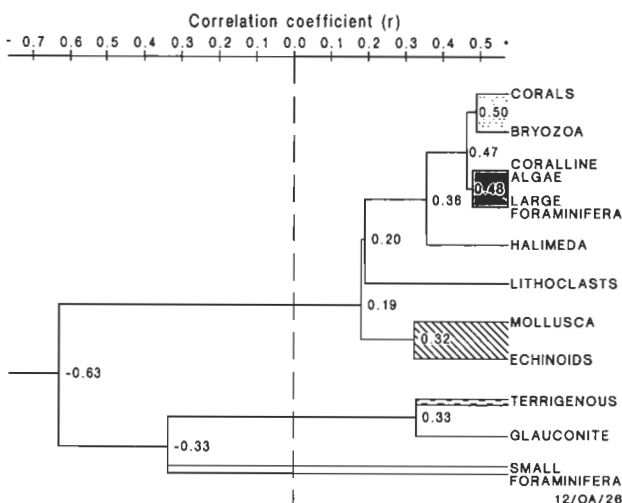 Correlation coefficient (r)
- 0.7 0.6 0.5 0.4 0.3 0.2 0.1 0.0 0.1 0.2 0.3 0.4 0.5 +
CORALS
0.50
BRYOZOA
0.47
CORALLINE
ALGAE
0.48
LARGE
FORAMINIFERA
0.36
HALIMEDA
0.20
LITHOCLASTS
0.19
MOLLUSCA
0.32
ECHINOIDS
-0.63
TERRIGENOUS
0.33
GLAUCONITE
-0.33
SMALL
FORAMINIFERA
12/OA/26